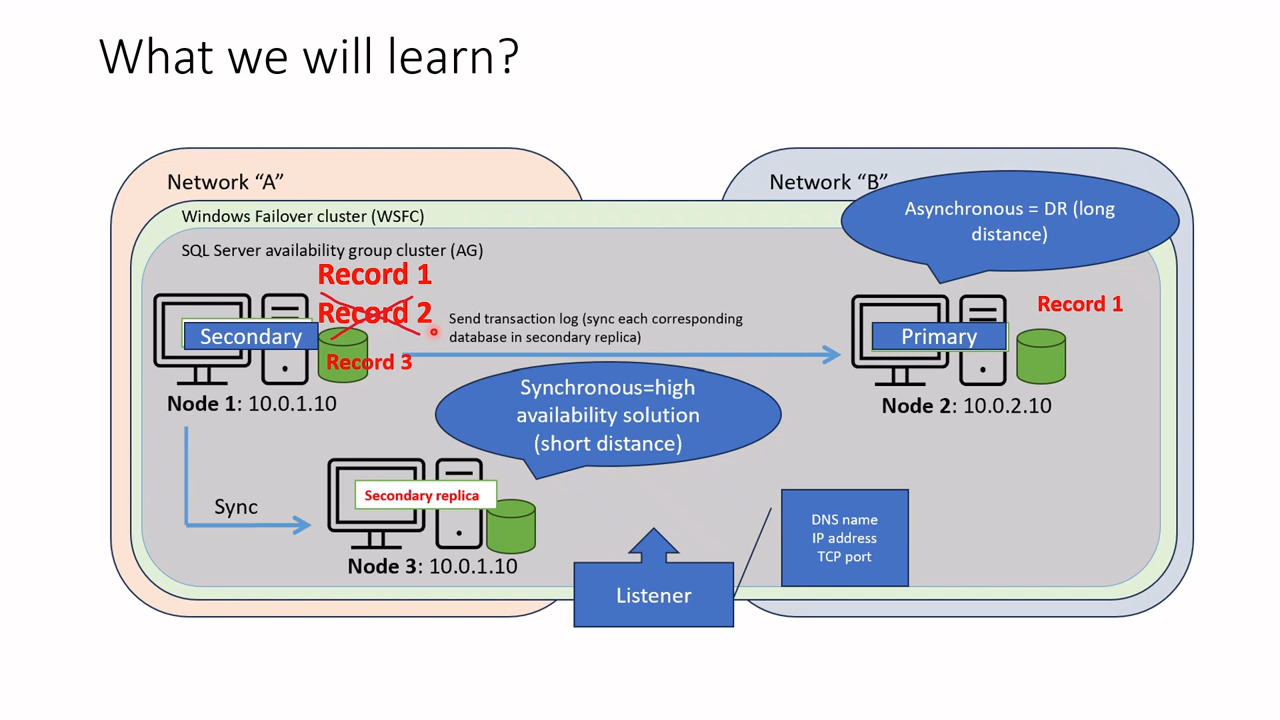 What we will learn?
Network “A”
Network “B”
Windows Failover cluster (WSFC)
Asynchronous = DR (long
distance)
SQL Server availability group cluster (AG)
Record 1
Record 2
Record 3
Secondary
Send transaction log (sync each corresponding
database in secondary replica)
Record 1
Primary
Node 1: 10.0.1.10
Node 2: 10.0.2.10
Synchronous=high
availability solution
(short distance)
Sync
Secondary replica
Node 3: 10.0.1.10
DNS name
IP address
TCP port
Listener